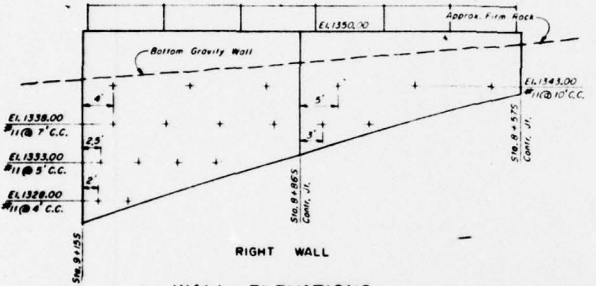 El.1350.00
Approx. Firm Rock
Bottom Gravity Wall
4'
5'
El.1343.00
#11@10' C.C.
El.1338.00
#11@ 7' C.C.
2.5'
3'
El.1333.00
#11@ 5' C.C.
2'
El.1328.00
#11@ 4' C.C.
Sta. 9+15S
Sta. 8+86S
Contr. Jt.
Sta. 8+57S
Contr. Jt.
RIGHT WALL
WALL ELEVATIONS